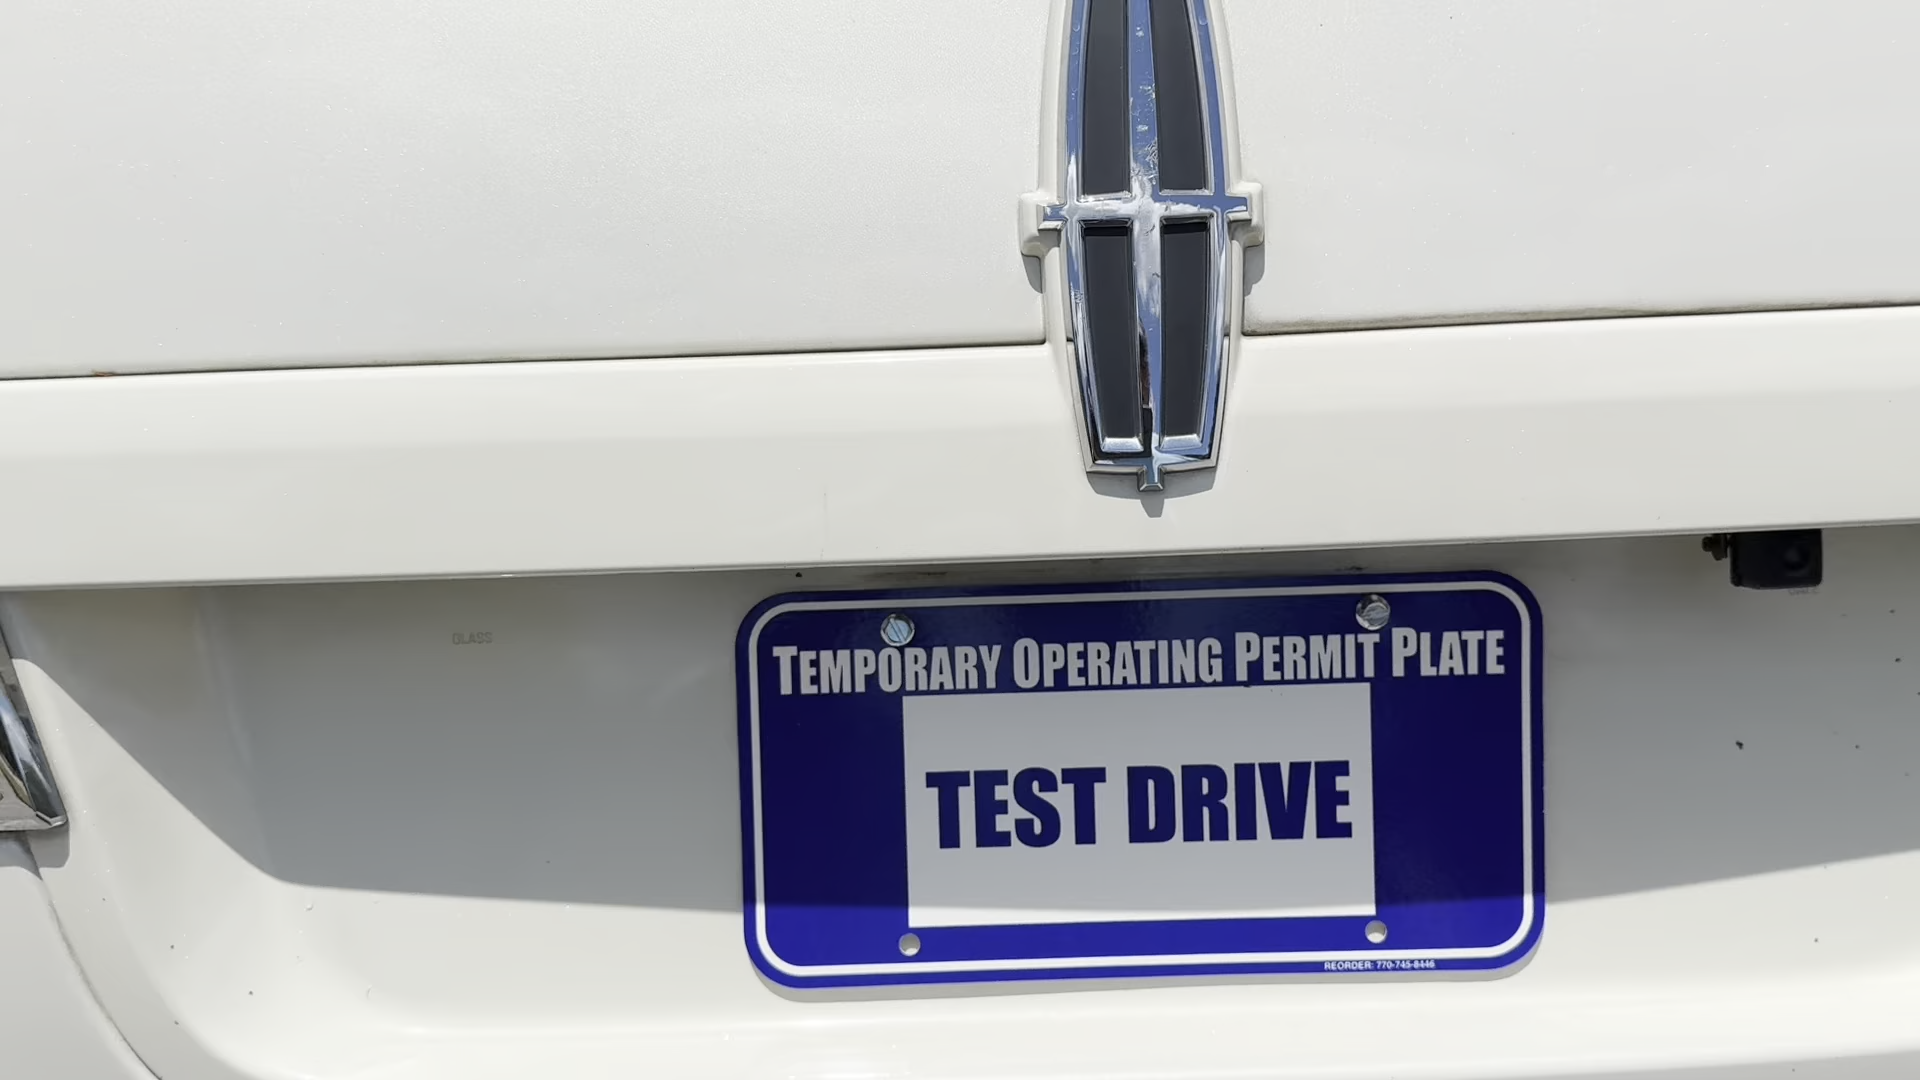 TEMPORARY OPERATING PERMIT PLATE
TEST DRIVE
REORDER: 770-745-8446